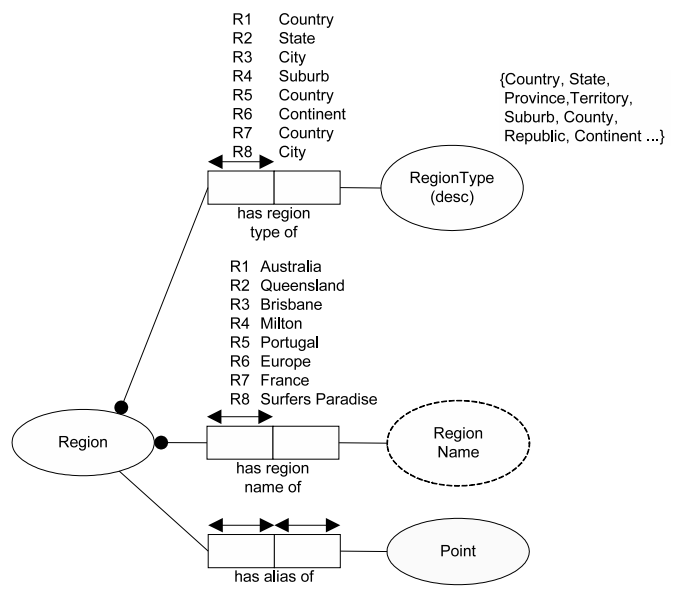 R1 Country
R2 State
R3 City
R4 Suburb
R5 Country
R6 Continent
R7 Country
R8 City
{Country, State,
Province,Territory,
Suburb, County,
Republic, Continent ...}
RegionType
(desc)
has region
type of
R1 Australia
R2 Queensland
R3 Brisbane
R4 Milton
R5 Portugal
R6 Europe
R7 France
R8 Surfers Paradise
Region
Region
Name
has region
name of
Point
has alias of